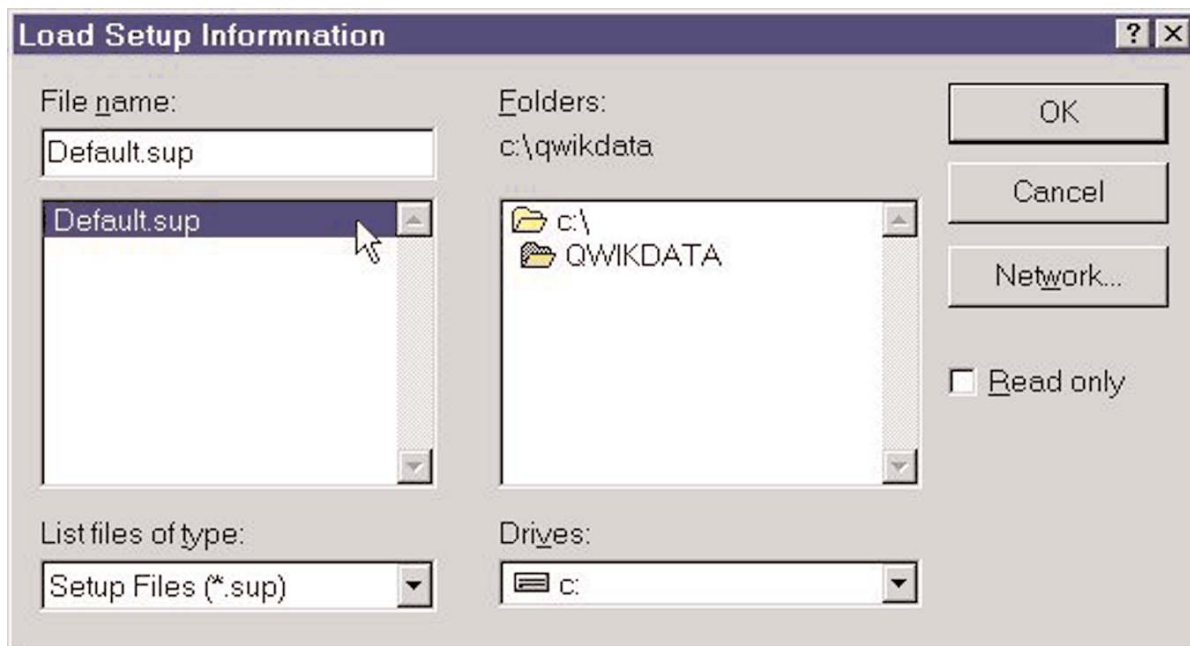 Load Setup Informnation
File name:
Default.sup
Default.sup
Folders:
c:\qwikdata
c:\
QWIKDATA
OK
Cancel
Network...
Read only
List files of type:
Setup Files (*.sup)
Drives:
c: